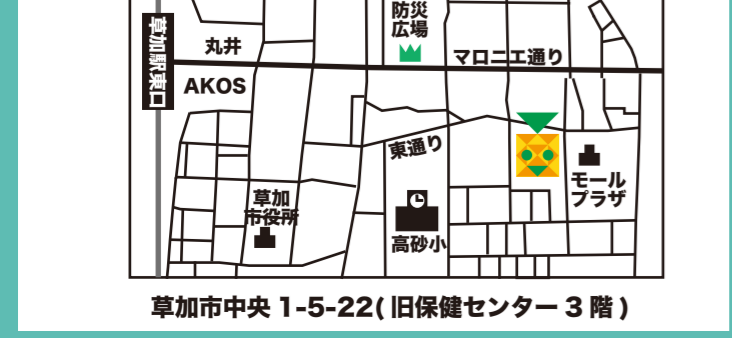 防災
広場
丸井
マロニエ通り
草加駅東口
AKOS
東通り
モール
プラザ
草加
市役所
高砂小
草加市中央 1-5-22( 旧保健センター 3 階 )